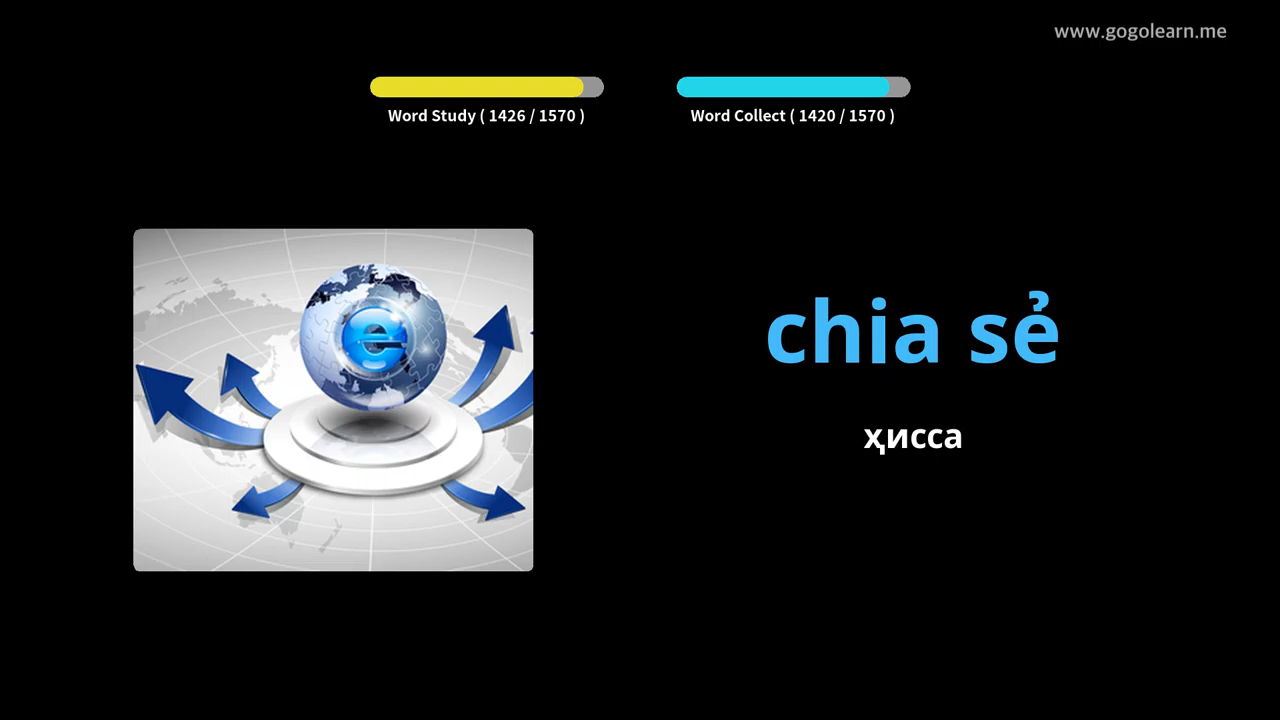 www.gogolearn.me
Word Study ( 1426 / 1570 )
Word Collect ( 1420 / 1570 )
e
chia sẻ
ҳисса